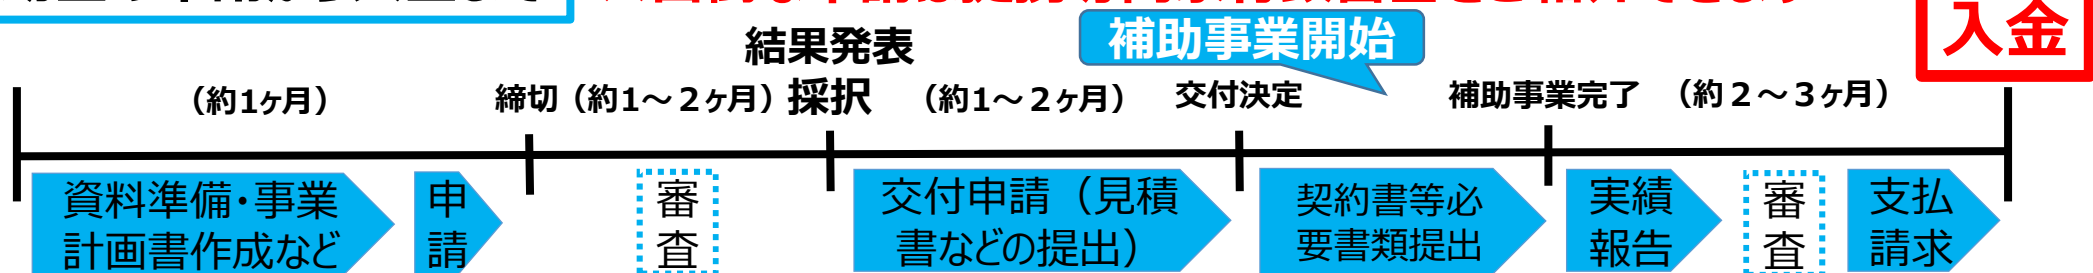 結果発表
採択
補助事業開始
入金
(約1ヶ月)
締切
(約1~2ヶ月)
(約1~2ヶ月)
交付決定
補助事業完了
(約2~3ヶ月)
資料準備・事業
計画書作成など
申
請
審
査
交付申請(見積
書などの提出)
契約書等必
要書類提出
実績
報告
審
査
支払
請求